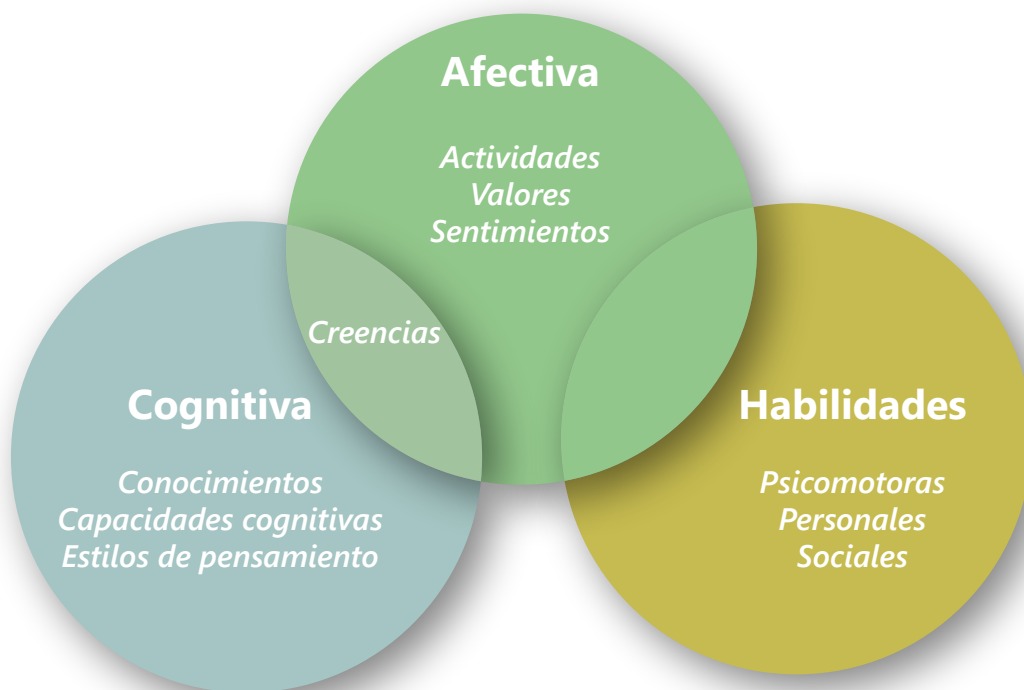 Afectiva
Actividades
Valores
Sentimientos
Creencias
Cognitiva
Conocimientos
Capacidades cognitivas
Estilos de pensamiento
Habilidades
Psicomotoras
Personales
Sociales